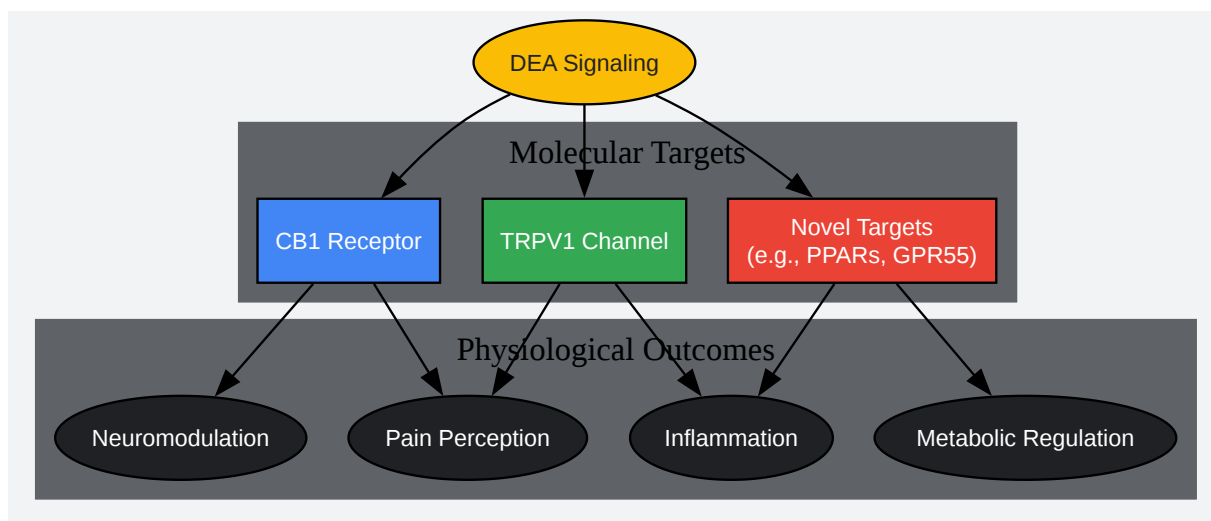 DEA Signaling
Molecular Targets
CB1 Receptor
TRPV1 Channel
Novel Targets
(e.g., PPARs, GPR55)
Physiological Outcomes
Neuromodulation
Pain Perception
Inflammation
Metabolic Regulation